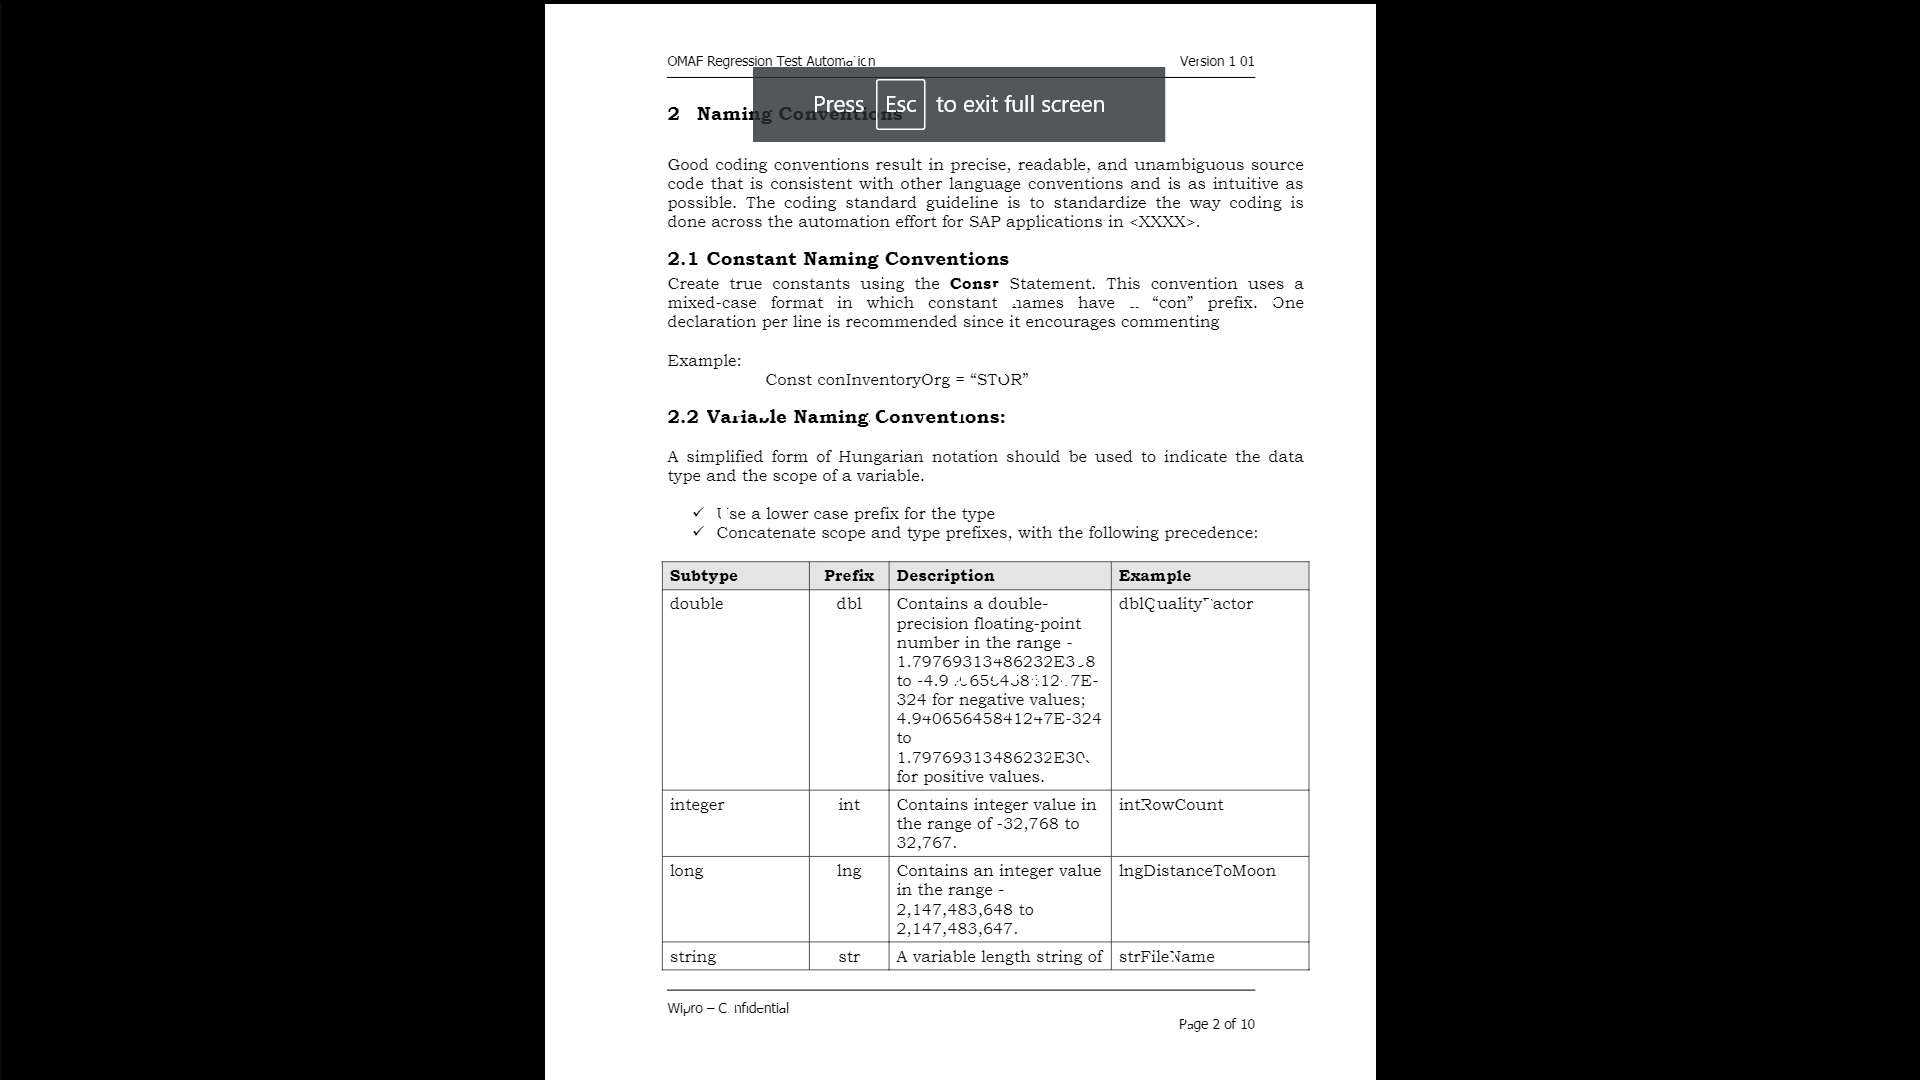 OMAF Regression Test Automation
Version 1 01
Press Esc to exit full screen
2 Naming Conventions
Good coding conventions result in precise, readable, and unambiguous source
code that is consistent with other language conventions and is as intuitive as
possible. The coding standard guideline is to standardize the way coding is
done across the automation effort for SAP applications in <XXXX>.
2.1 Constant Naming Conventions
Create true constants using the Const Statement. This convention uses a
mixed-case format in which constant names have “con” prefix. One
declaration per line is recommended since it encourages commenting
Example:
Const conInventoryOrg = “STOR”
2.2 Variable Naming Conventions:
A simplified form of Hungarian notation should be used to indicate the data
type and the scope of a variable.
✓ Use a lower case prefix for the type
✓ Concatenate scope and type prefixes, with the following precedence:
Subtype Prefix Description Example
double dbl Contains a double- dblQualityFactor
precision floating-point
number in the range -
to
324 for negative values;
4.94065645841247E-324
to
for positive values.
integer int Contains integer value in intRowCount
the range of -32,768 to
32,767.
long lng Contains an integer value lngDistanceToMoon
in the range -
2,147,483,648 to
2,147,483,647.
string str A variable length string of strFileName
Wipro – Confidential
Page 2 of 10